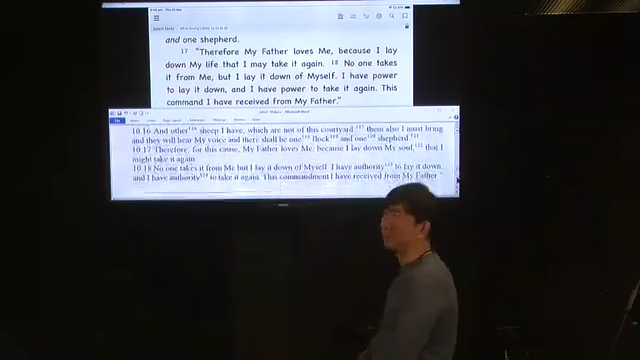 and one shepherd.
17 "Therefore My Father loves Me, because I lay
down My life that I may take it again. 18 No one takes
it from Me, but I lay it down of Myself. I have power
to lay it down, and I have power to take it again. This
command I have received from My Father."
10.16 And other sheep I have, which are not of this courtyard, them also I must bring
and they will hear My voice and there shall be one flock and one shepherd
10.17 Therefore, for this cause, My Father loves Me, because I lay down My soul, that I
might take it again
10.18 No one takes it from Me but I lay it down of Myself. I have authority to lay it down,
and I have authority to take it again. This commandment I have received from My Father"